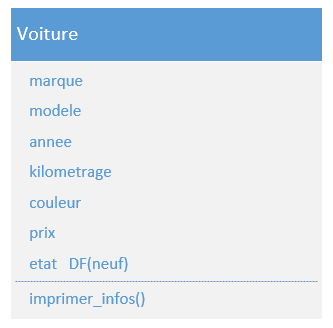 Voiture
marque
modele
annee
kilometrage
couleur
prix
etat DF(neuf)
imprimer_infos()